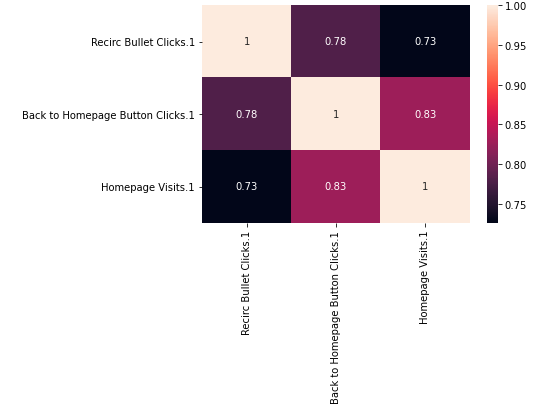 Recirc Bullet Clicks.1
1
0.78
0.73
Back to Homepage Button Clicks.1
0.78
1
0.83
Homepage Visits.1
0.73
0.83
1
Recirc Bullet Clicks.1
Back to Homepage Button Clicks.1
Homepage Visits.1
1.00
0.95
0.90
0.85
0.80
0.75